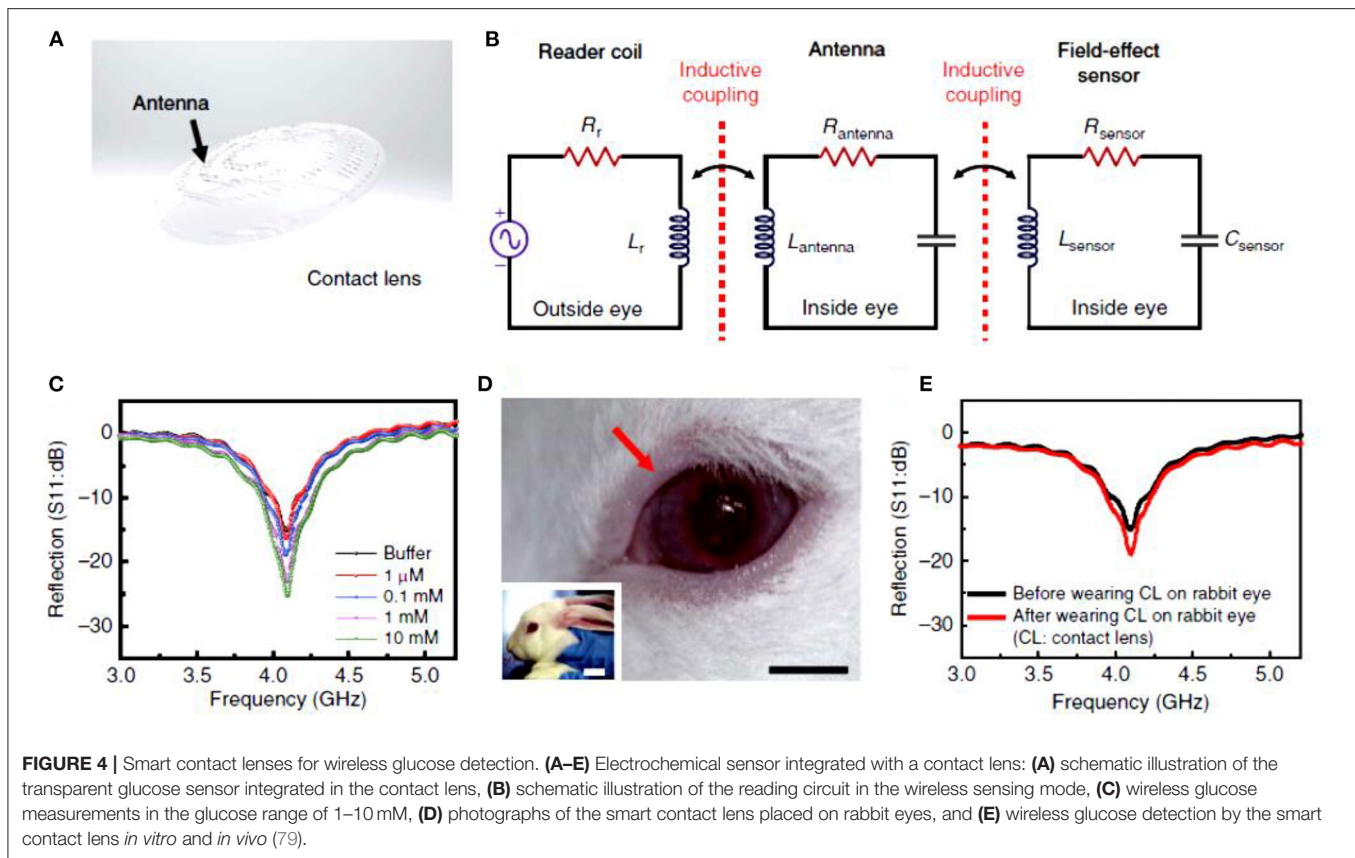 A
Antenna
Contact lens
B
Reader coil
Antenna
Field-effect
sensor
Inductive
coupling
Inductive
coupling
Rr
Rantenna
Rsensor
+
−
Lr
Lantenna
Lsensor
Csensor
Outside eye
Inside eye
Inside eye
C
Reflection (S11:dB)
0
−10
−20
−30
Buffer
1 μM
0.1 mM
1 mM
10 mM
3.0 3.5 4.0 4.5 5.0
Frequency (GHz)
D
E
Reflection (S11:dB)
0
−10
−20
−30
Before wearing CL on rabbit eye
After wearing CL on rabbit eye
(CL: contact lens)
3.0 3.5 4.0 4.5 5.0
Frequency (GHz)
FIGURE 4 | Smart contact lenses for wireless glucose detection. (A–E) Electrochemical sensor integrated with a contact lens: (A) schematic illustration of the
transparent glucose sensor integrated in the contact lens, (B) schematic illustration of the reading circuit in the wireless sensing mode, (C) wireless glucose
measurements in the glucose range of 1–10 mM, (D) photographs of the smart contact lens placed on rabbit eyes, and (E) wireless glucose detection by the smart
contact lens in vitro and in vivo (79).